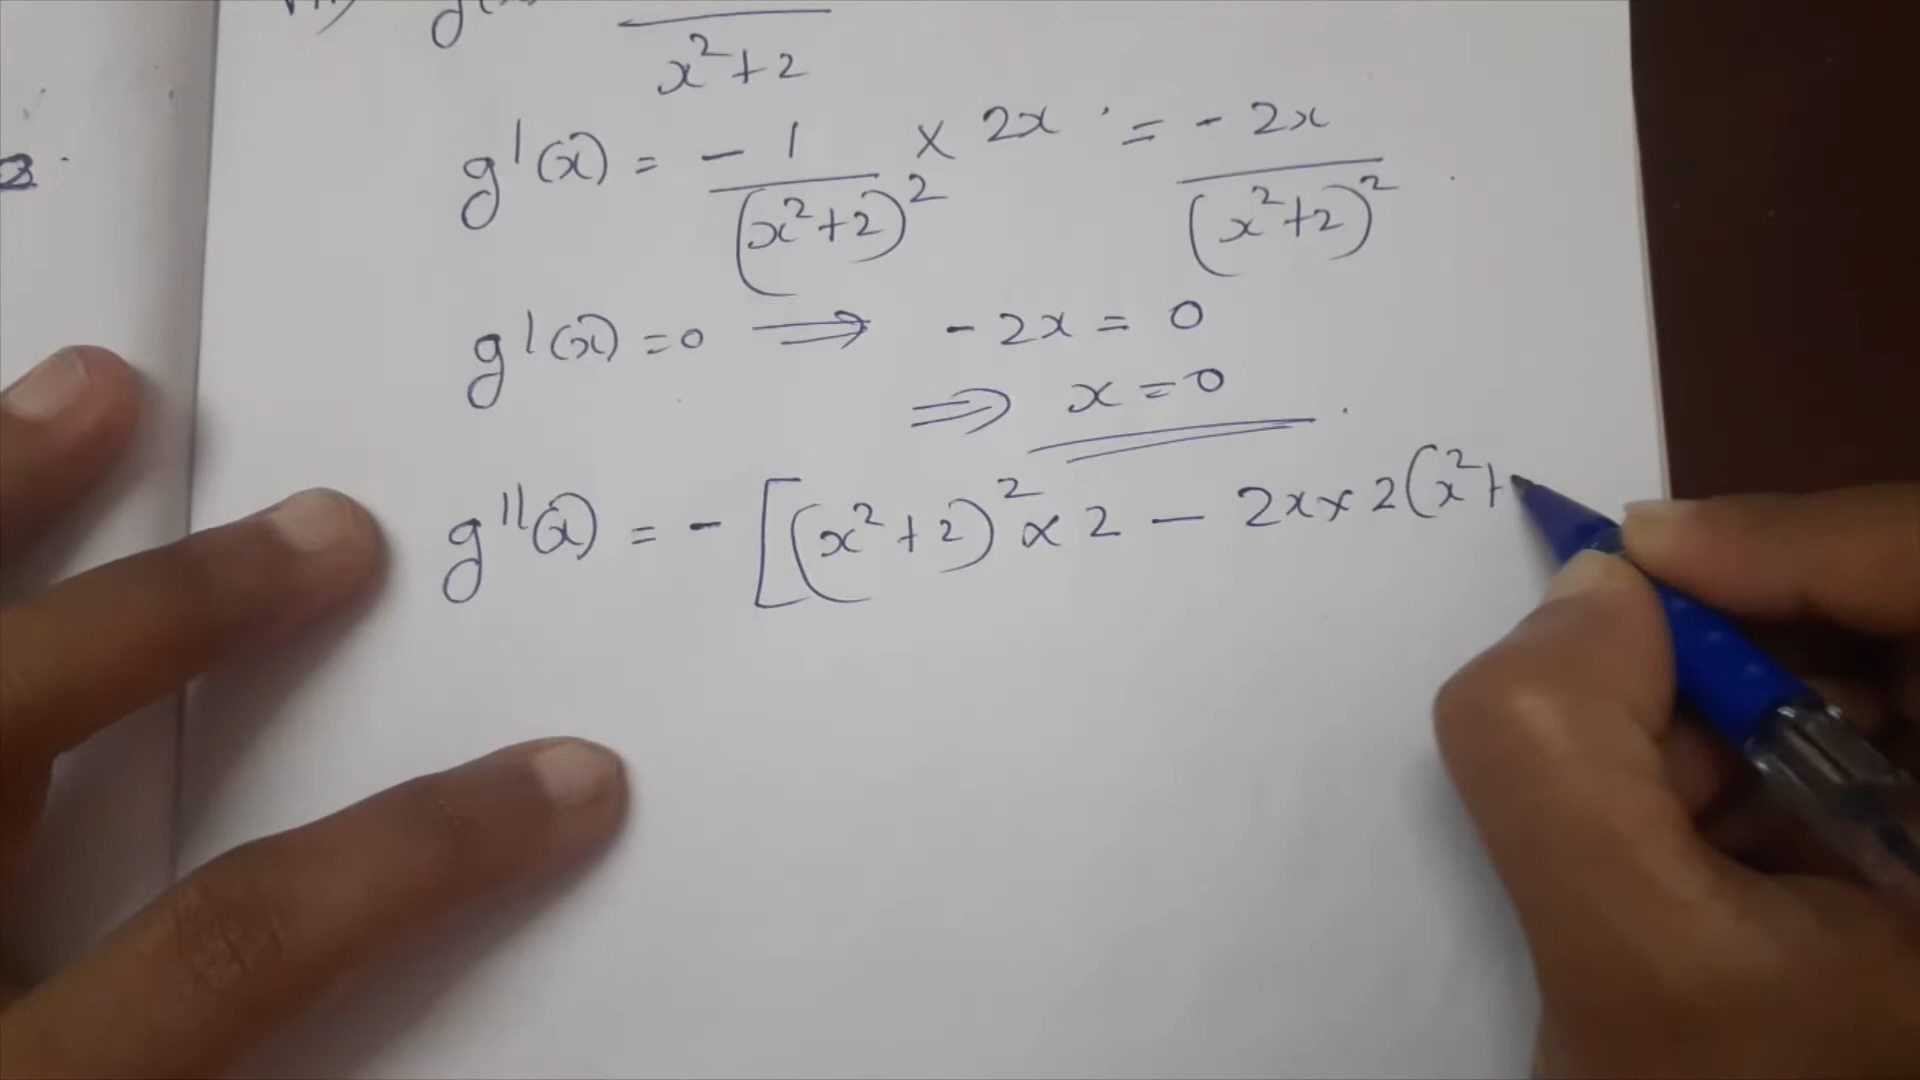 x²+2
g'(x) = - 1/(x²+2)² × 2x = - 2x/(x²+2)²
3
g'(x) = 0 ⟹ - 2x = 0
⟹ x = 0
g''(x) = - [(x²+2)² × 2 - 2x × 2(x²+